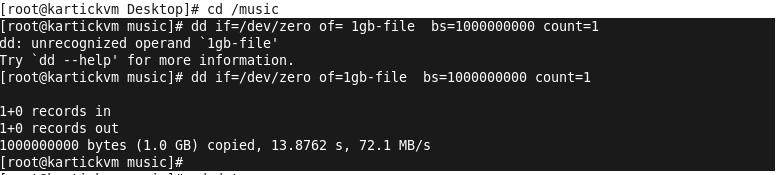 [root@kartickvm Desktop]# cd /music
[root@kartickvm music]# dd if=/dev/zero of= 1gb-file  bs=1000000000 count=1
dd: unrecognized operand `1gb-file'
Try `dd --help' for more information.
[root@kartickvm music]# dd if=/dev/zero of=1gb-file  bs=1000000000 count=1
1+0 records in
1+0 records out
1000000000 bytes (1.0 GB) copied, 13.8762 s, 72.1 MB/s
[root@kartickvm music]#